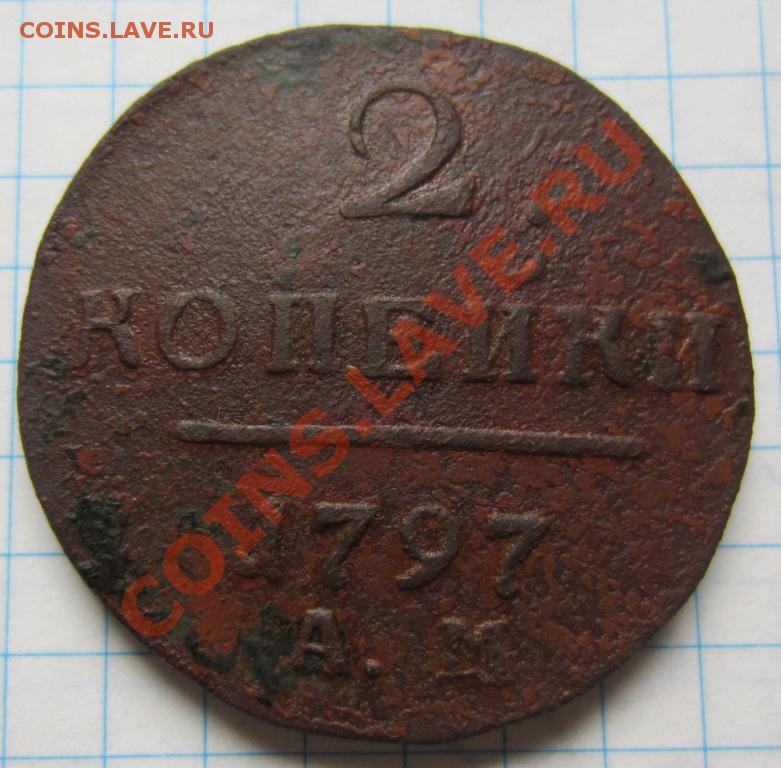 COINS.LAVE.RU
2
КОПЕЙКИ
1797
А. М
COINS.LAVE.RU